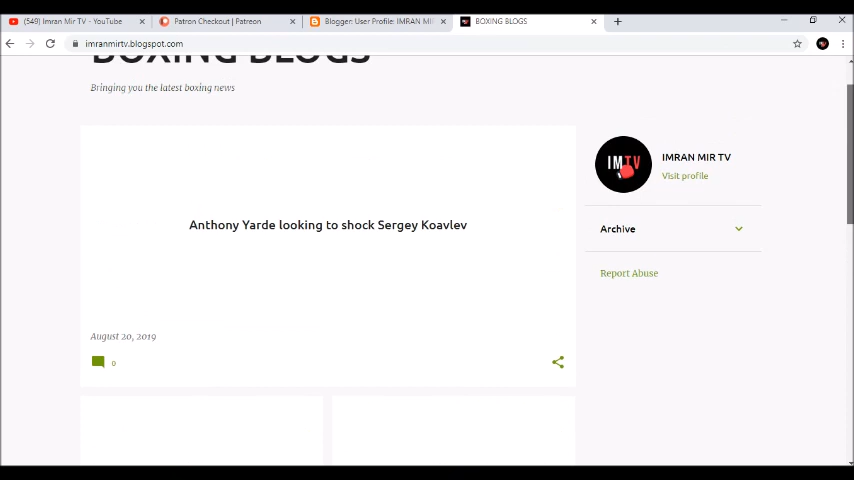 (549) Imran Mir TV - YouTube
Patron Checkout | Patreon
Blogger: User Profile: IMRAN MI
BOXING BLOGS
imranmirtv.blogspot.com
BOXING BLOGS
Bringing you the latest boxing news
Anthony Yarde looking to shock Sergey Koavlev
August 20, 2019
0
IMTV
IMRAN MIR TV
Visit profile
Archive
Report Abuse